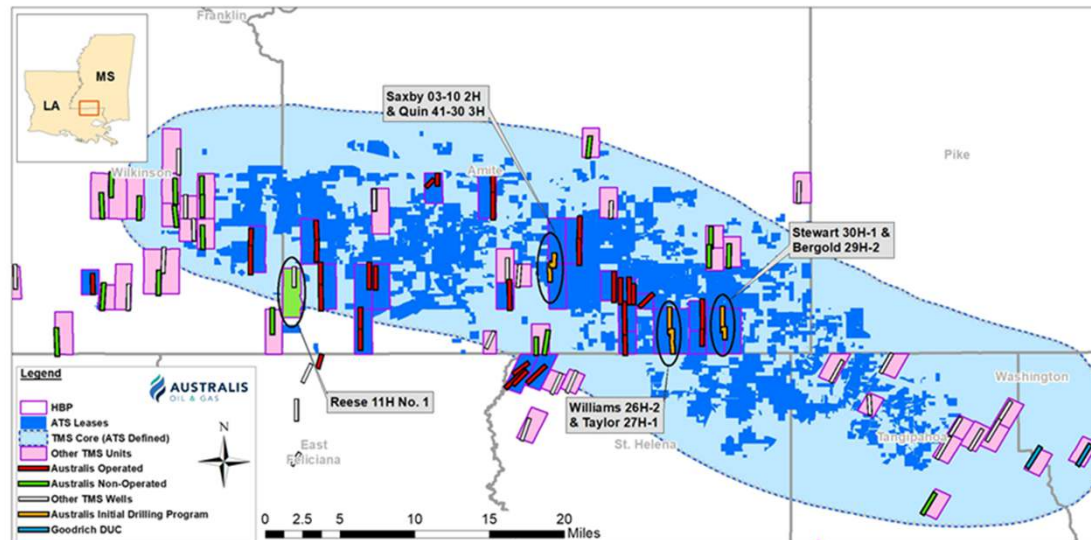 Franklin
MS
LA
Saxby 03-10 2H
& Quin 41-30 3H
Pike
Wilkinson
Amite
Stewart 30H-1 &
Bergold 29H-2
Legend
AUSTRALIS
OIL & GAS
HBP
ATS Leases
TMS Core (ATS Defined)
Other TMS Units
Australis Operated
Australis Non-Operated
Other TMS Wells
Australis Initial Drilling Program
Goodrich DUC
N
Reese 11H No. 1
East
Feliciana
Williams 26H-2
& Taylor 27H-1
St. Helena
Washington
Tangipahoa
0 2.5 5 10 15 20
Miles